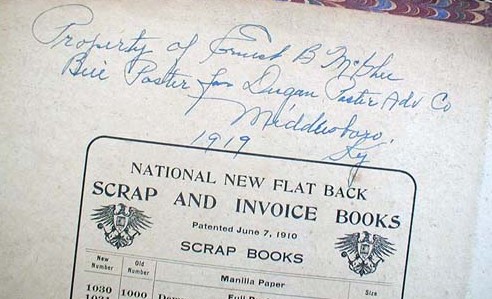 Property of Ernest B McPhee
Bill Poster for Dugan Poster Adv Co
Middlesboro,
1919 Ky
NATIONAL NEW FLAT BACK
SCRAP AND INVOICE BOOKS
Patented June 7, 1910
SCRAP BOOKS
New Number Old Number Manilla Paper Size
1030 1000